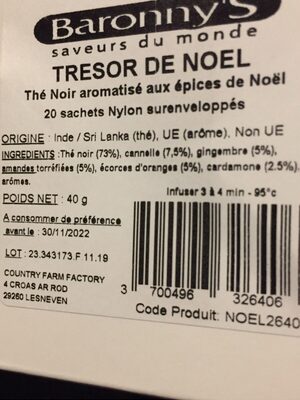 Baronny's
saveurs du monde
TRESOR DE NOEL
Thé Noir aromatisé aux épices de Noël
20 sachets Nylon surenveloppés
ORIGINE : Inde / Sri Lanka (thé), UE (arôme), Non UE
INGREDIENTS :Thé noir (73%), cannelle (7,5%), gingembre (5%),
amandes torréfiées (5%), écorces d'oranges (5%), cardamone (2.5%),
arômes.
Infuser 3 à 4 min - 95°c
POIDS NET : 40 g
A consommer de préférence
avant le : 30/11/2022
LOT : 23.343173.F 11.19
COUNTRY FARM FACTORY
4 CROAS AR ROD
29260 LESNEVEN
3 700496 326406
Code Produit: NOEL2640